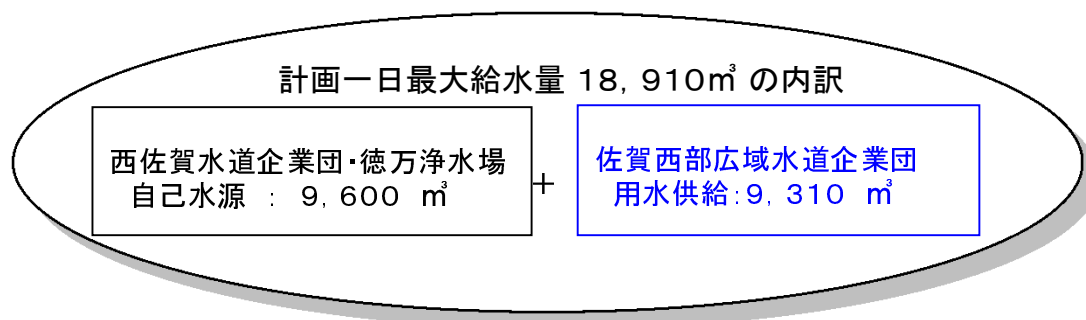 計画一日最大給水量 18,910㎥ の内訳
西佐賀水道企業団・徳万浄水場
自己水源 : 9,600 ㎥
+
佐賀西部広域水道企業団
用水供給:9,310 ㎥